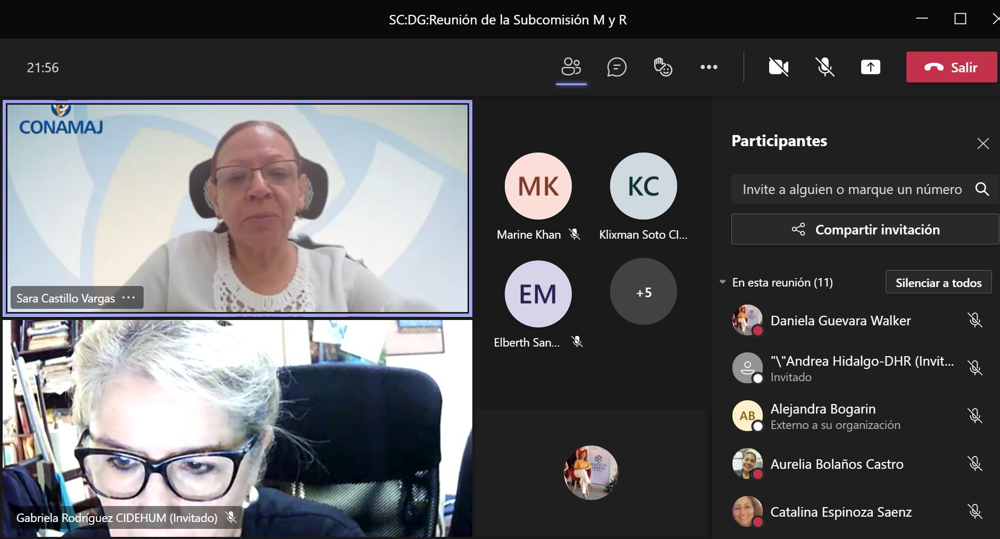 SC:DG:Reunión de la Subcomisión M y R
21:56
Salir
CONAMAJ
Sara Castillo Vargas
Gabriela Rodríguez CIDEHUM (Invitado)
MK
KC
Marine Khan
Klixman Soto Cl...
EM
+5
Elberth San...
JUSTICIA
ABIERTA
Participantes
Invite a alguien o marque un número
Compartir invitación
En esta reunión (11)
Silenciar a todos
Daniela Guevara Walker
"\"Andrea Hidalgo-DHR (Invit...
Invitado
AB
Alejandra Bogarin
Externo a su organización
Aurelia Bolaños Castro
Catalina Espinoza Saenz